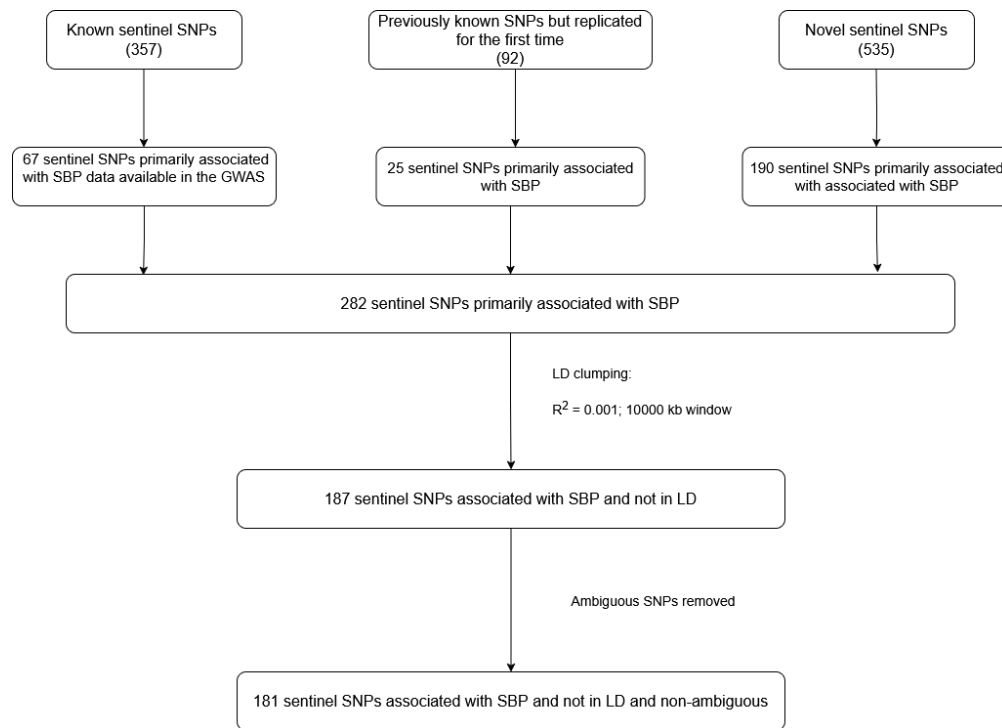 Known sentinel SNPs
(357)
Previously known SNPs but replicated
for the first time
(92)
Novel sentinel SNPs
(535)
67 sentinel SNPs primarily associated
with SBP data available in the GWAS
25 sentinel SNPs primarily associated
with SBP
190 sentinel SNPs primarily associated
with associated with SBP
282 sentinel SNPs primarily associated with SBP
LD clumping:
R² = 0.001; 10000 kb window
187 sentinel SNPs associated with SBP and not in LD
Ambiguous SNPs removed
181 sentinel SNPs associated with SBP and not in LD and non-ambiguous